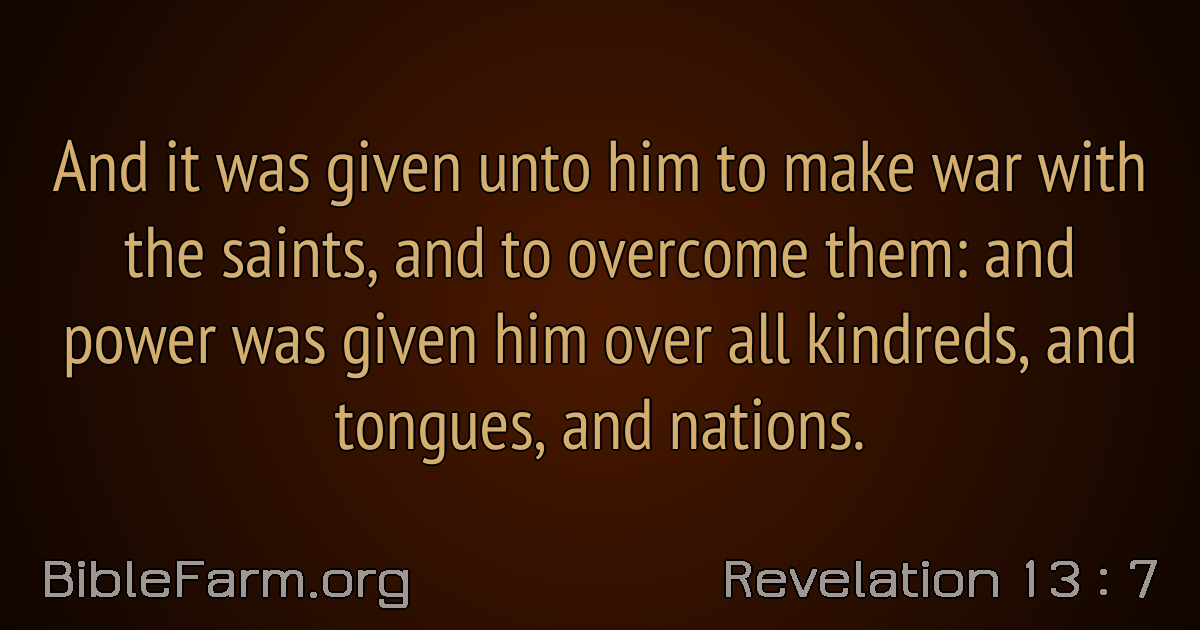 And it was given unto him to make war with
the saints, and to overcome them: and
power was given him over all kindreds, and
tongues, and nations.
BibleFarm.org
Revelation 13 : 7